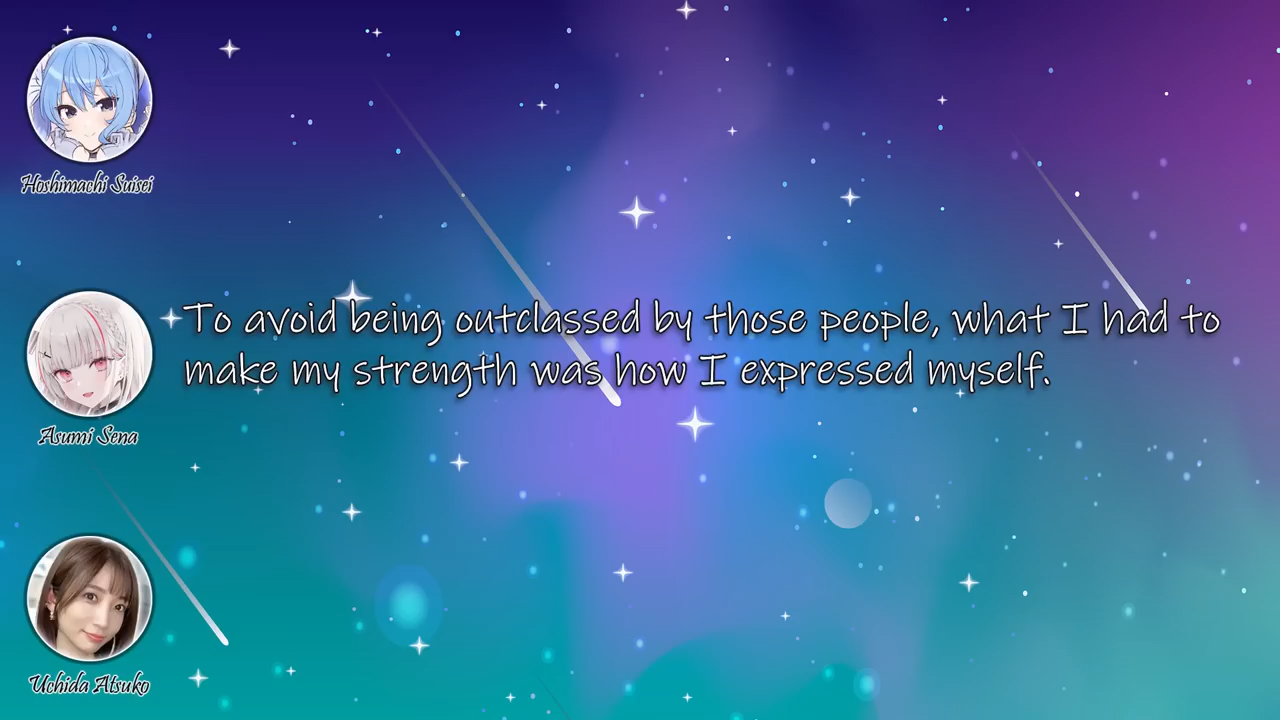 Hoshimachi Suisei
To avoid being outclassed by those people, what I had to
make my strength was how I expressed myself.
Asumi Sena
Uchida Atsuko